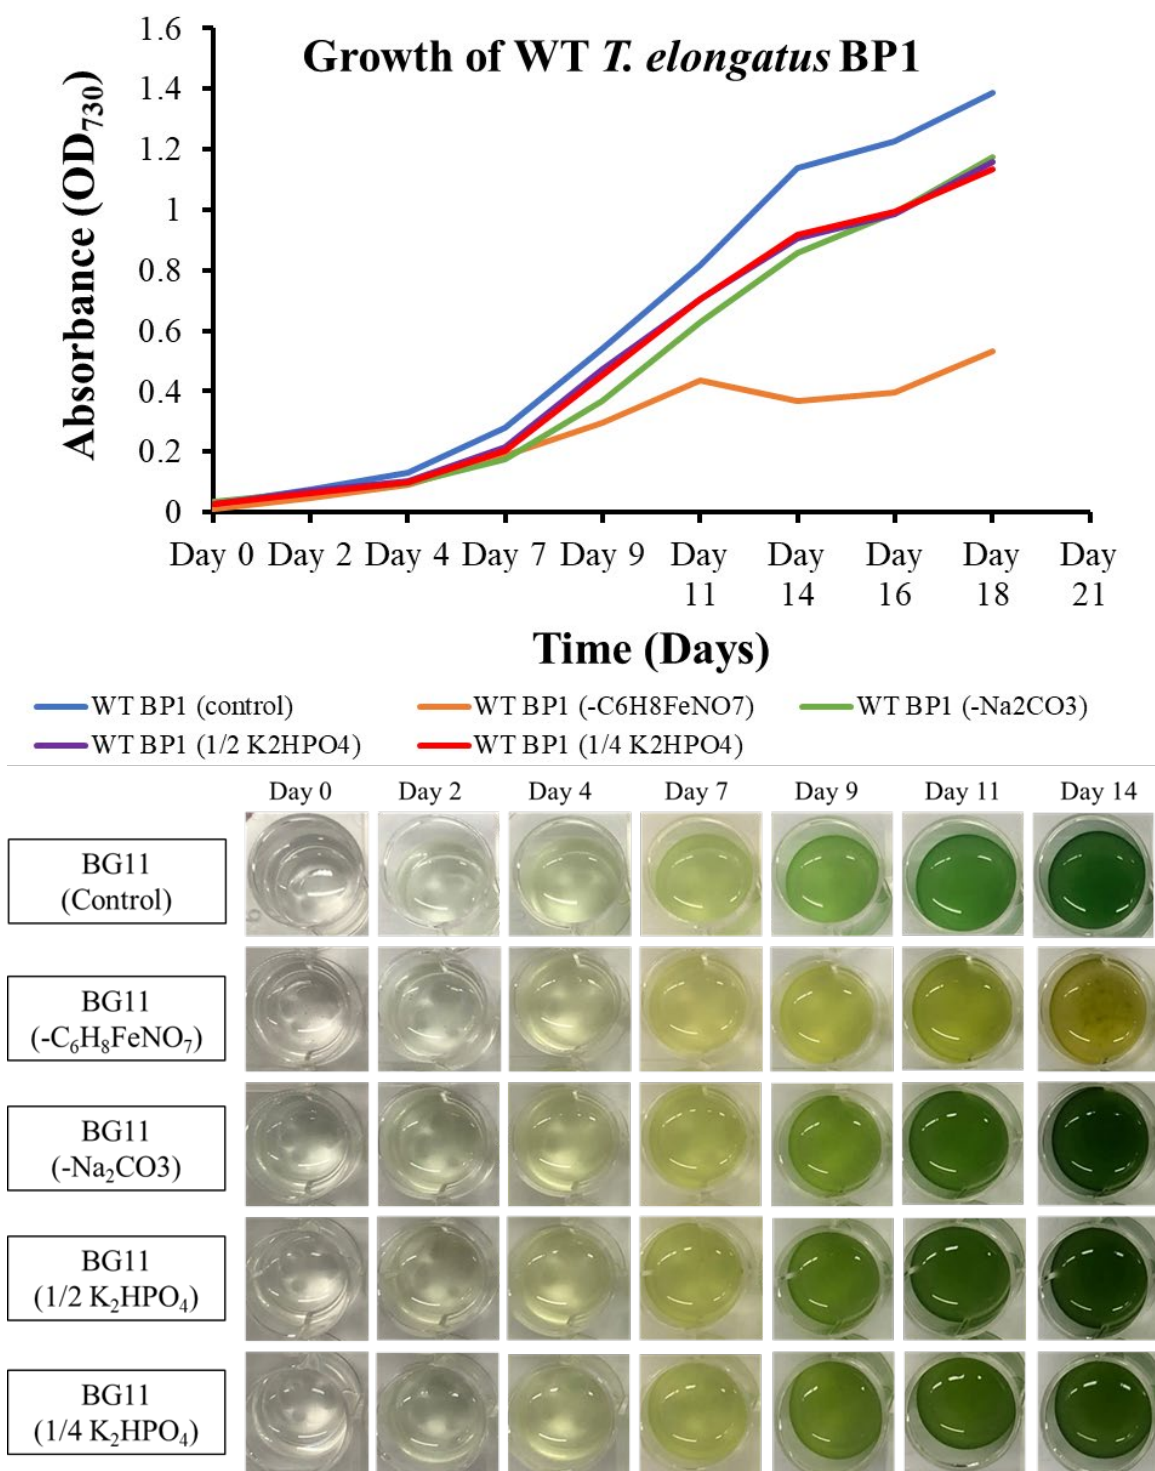 Growth of WT T. elongatus BP1
Absorbance (OD730)
1.6
1.4
1.2
1
0.8
0.6
0.4
0.2
0
Day 0 Day 2 Day 4 Day 7 Day 9 Day 11 Day 14 Day 16 Day 18 Day 21
Time (Days)
WT BP1 (control) WT BP1 (-C6H8FeNO7) WT BP1 (-Na2CO3)
WT BP1 (1/2 K2HPO4) WT BP1 (1/4 K2HPO4)
Day 0 Day 2 Day 4 Day 7 Day 9 Day 11 Day 14
BG11
(Control)
BG11
(-C6H8FeNO7)
BG11
(-Na2CO3)
BG11
(1/2 K2HPO4)
BG11
(1/4 K2HPO4)